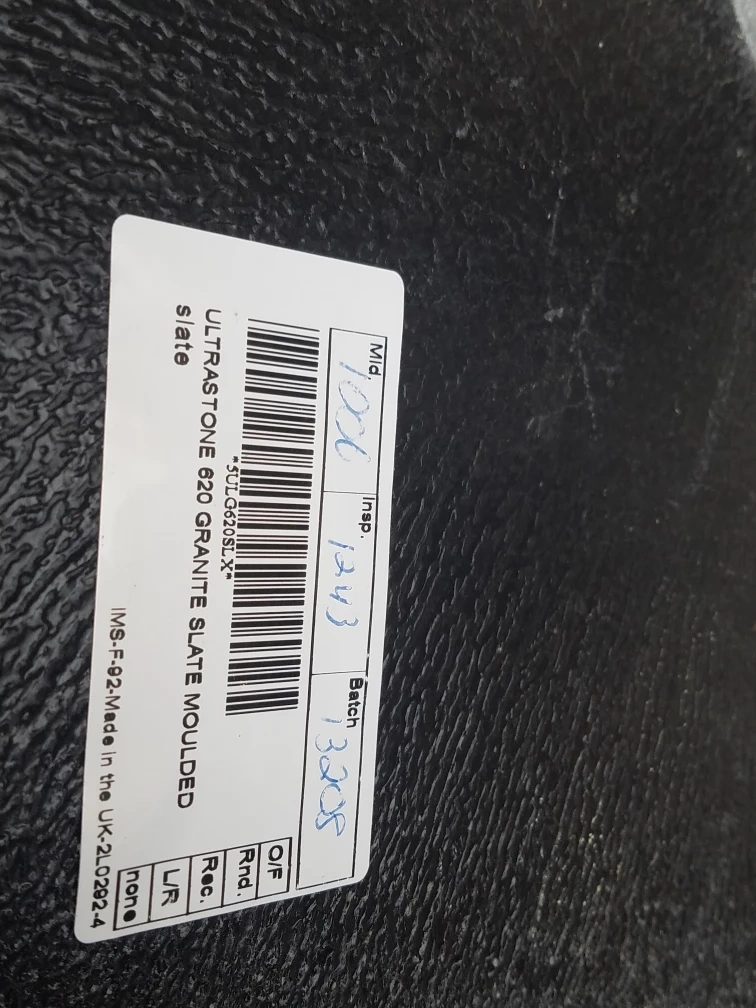 Mld. Insp. Batch
1006 1243 13208
*SULG620SLX*
ULTRASTONE 620 GRANITE SLATE MOULDED
slate
O/F
Rnd.
Rec.
L/R
none
IMS-F-92-Made in the UK-2L0292-4